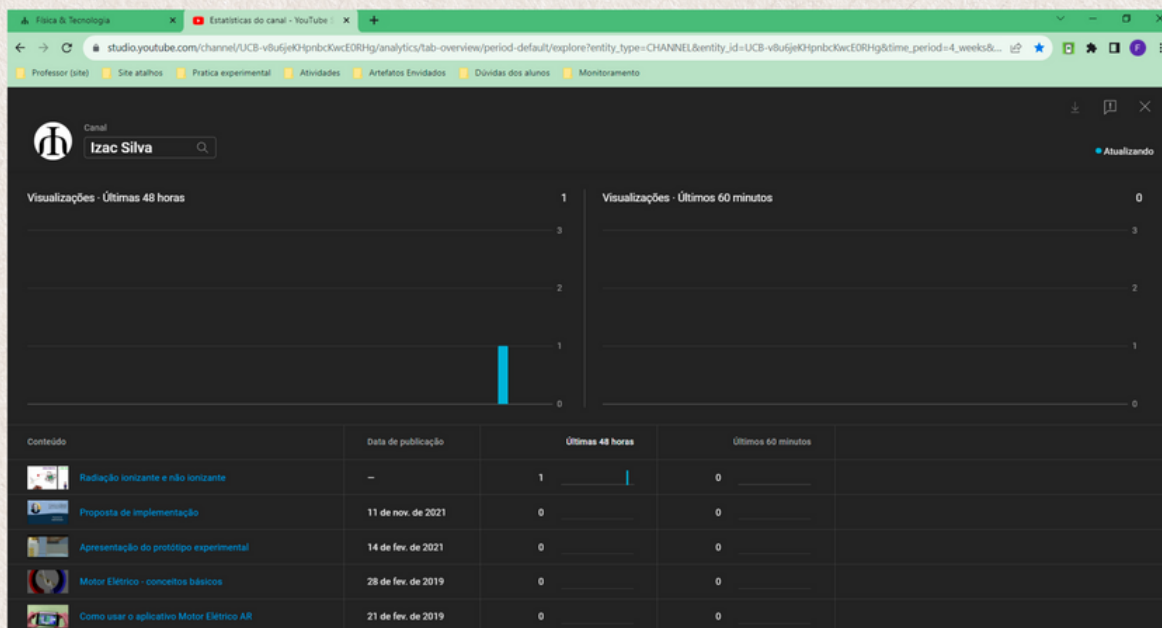 Física & Tecnologia
Estatísticas do canal - YouTube
studio.youtube.com/channel/UCB-v8u6jeKHpnbcKwcE0RHg/analytics/tab-overview/period-default/explore?entity_type=CHANNEL&entity_id=UCB-v8u6jeKHpnbcKwcE0RHg&time_period=4_weeks&...
Professor (site) Site atalhos Pratica experimental Atividades Artefatos Envidados Dúvidas dos alunos Monitoramento
Canal
Izac Silva
Atualizando
Visualizações · Últimas 48 horas 1
3
2
1
0
Visualizações · Últimos 60 minutos 0
3
2
1
0
Conteúdo Data de publicação Últimas 48 horas Últimos 60 minutos
Radiação ionizante e não ionizante – 1 0
Proposta de implementação 11 de nov. de 2021 0 0
Apresentação do protótipo experimental 14 de fev. de 2021 0 0
Motor Elétrico - conceitos básicos 28 de fev. de 2019 0 0
Como usar o aplicativo Motor Elétrico AR 21 de fev. de 2019 0 0